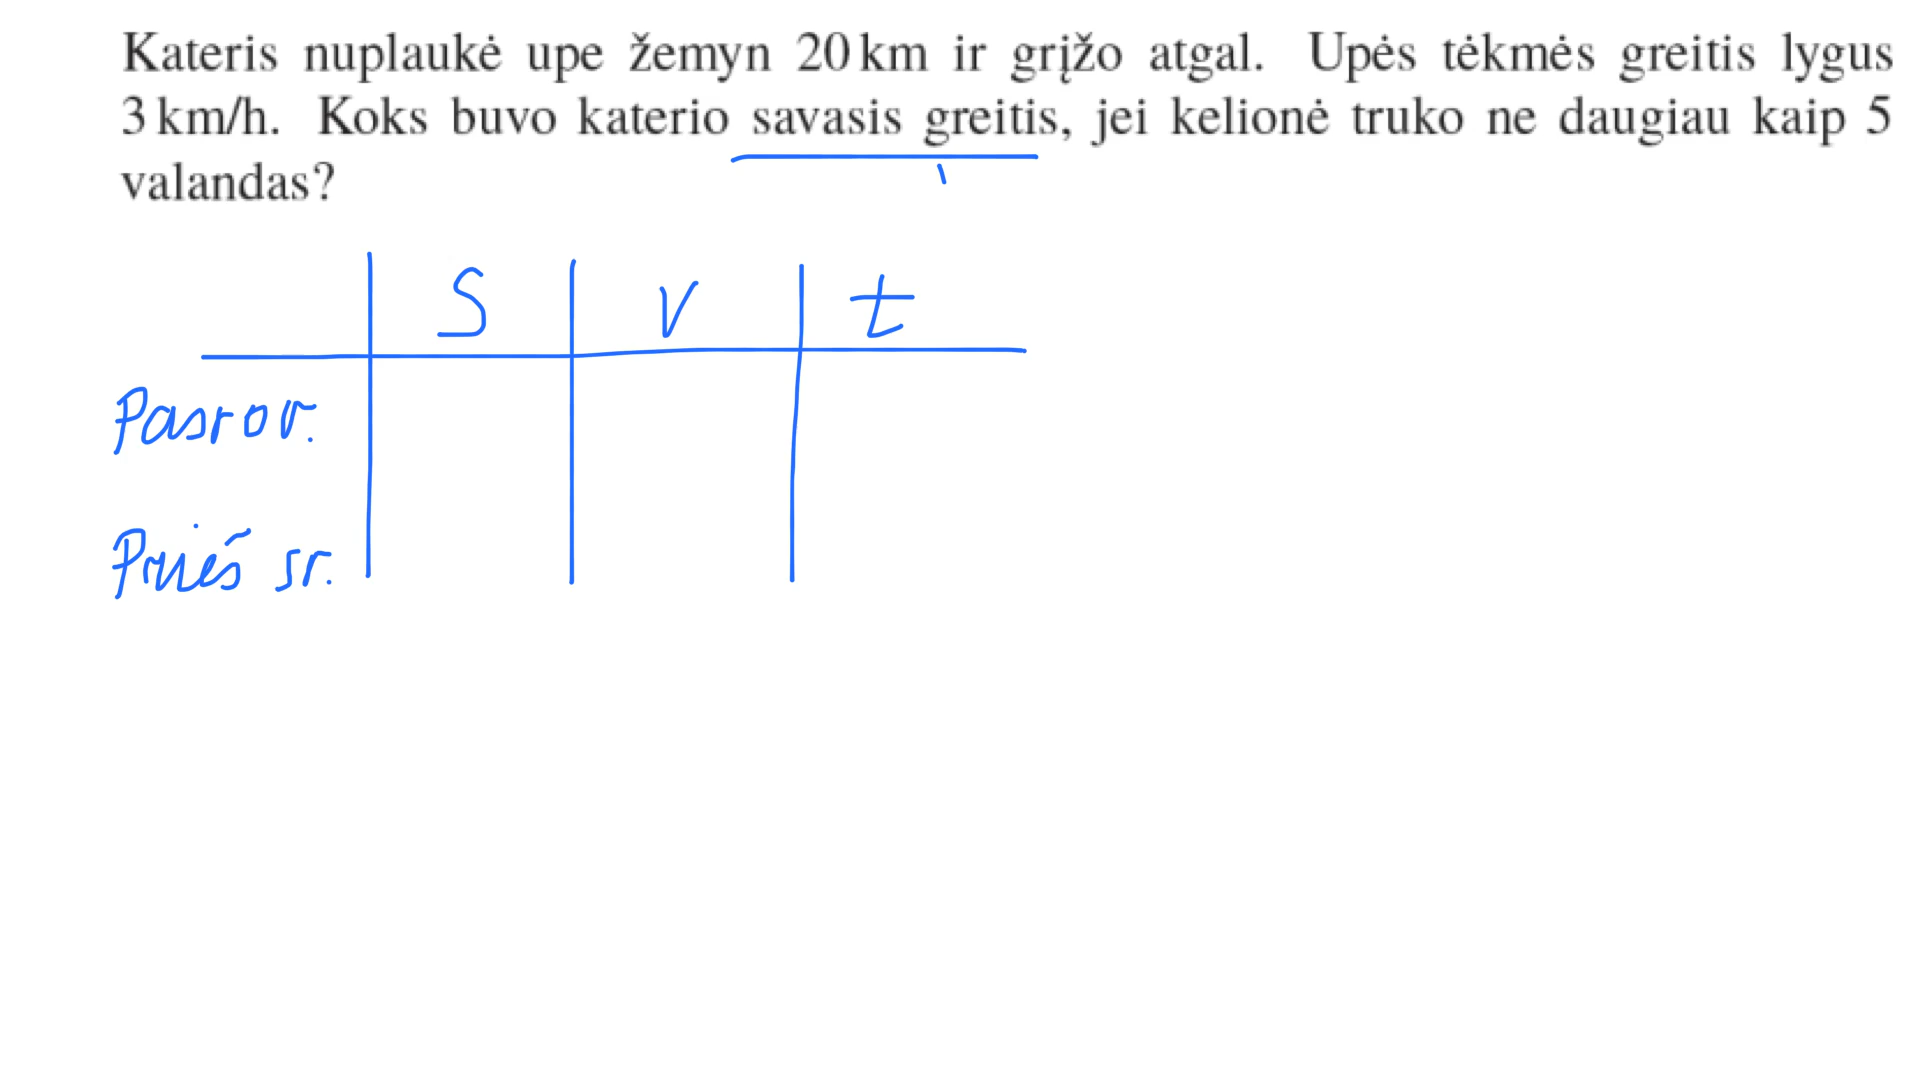 Kateris nuplaukė upe žemyn 20 km ir grįžo atgal. Upės tėkmės greitis lygus
3 km/h. Koks buvo katerio savasis greitis, jei kelionė truko ne daugiau kaip 5
valandas?
S v t
Pasrov.
Prieš sr.